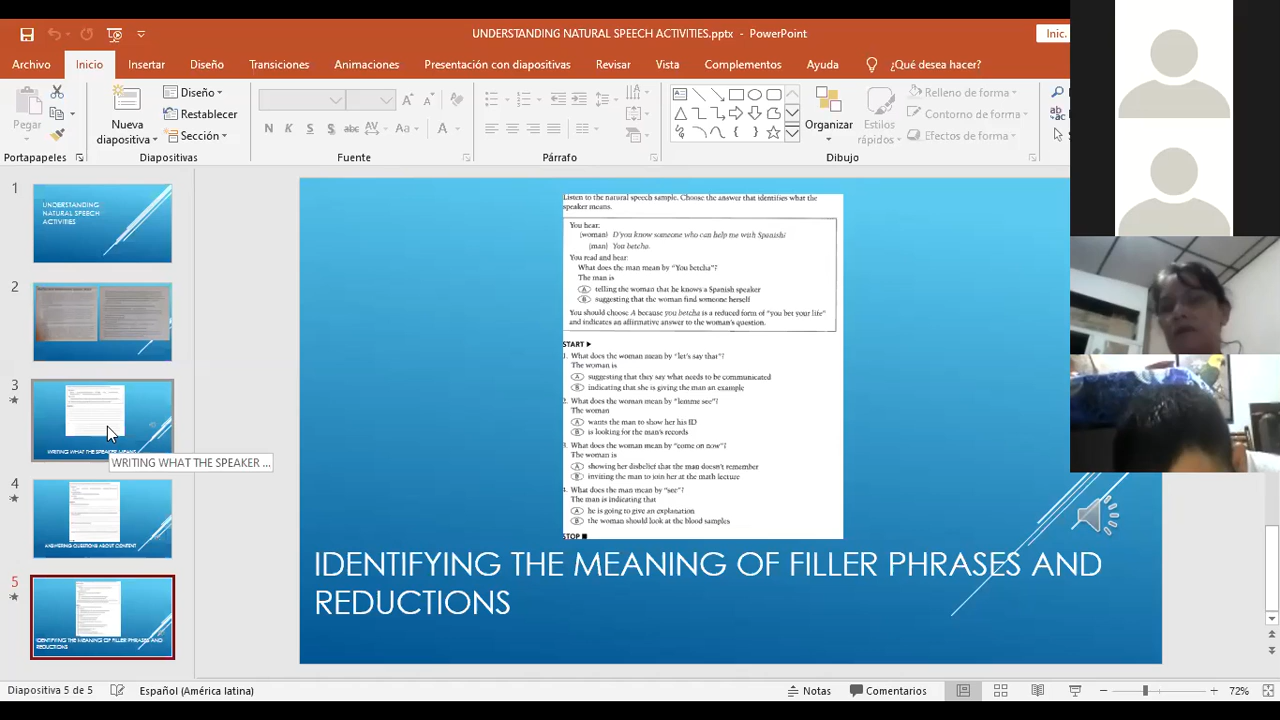 UNDERSTANDING NATURAL SPEECH ACTIVITIES.pptx - PowerPoint
Inic.
Archivo
Inicio
Insertar
Diseño
Transiciones
Animaciones
Presentación con diapositivas
Revisar
Vista
Complementos
Ayuda
¿Qué desea hacer?
Pegar
Nueva
diapositiva
Diseño
Restablecer
Sección
N K S abc AV Aa A
Organizar
Estilos
rápidos
Relleno de forma
Contorno de forma
Efectos de forma
Portapapeles
Diapositivas
Fuente
Párrafo
Dibujo
1
UNDERSTANDING
NATURAL SPEECH
ACTIVITIES
2
3
WRITING WHAT THE SPEAKER MEANS
WRITING WHAT THE SPEAKER ...
4
ANSWERING QUESTIONS ABOUT CONTENT
5
IDENTIFYING THE MEANING OF FILLER PHRASES AND
REDUCTIONS
Listen to the natural speech sample. Choose the answer that identifies what the
speaker means.
You hear:
(woman) D'you know someone who can help me with Spanish?
(man) You betcha.
You read and hear:
What does the man mean by "You betcha"?
The man is
A telling the woman that he knows a Spanish speaker
B suggesting that the woman find someone herself
You should choose A because you betcha is a reduced form of "you bet your life"
and indicates an affirmative answer to the woman's question.
START
1. What does the woman mean by "let's say that"?
The woman is
A suggesting that they say what needs to be communicated
B indicating that she is giving the man an example
2. What does the woman mean by "lemme see"?
The woman
A wants the man to show her his ID
B is looking for the man's records
3. What does the woman mean by "come on now"?
The woman is
A showing her disbelief that the man doesn't remember
B inviting the man to join her at the math lecture
4. What does the man mean by "see"?
The man is indicating that
A he is going to give an explanation
B the woman should look at the blood samples
STOP
IDENTIFYING THE MEANING OF FILLER PHRASES AND
REDUCTIONS
Diapositiva 5 de 5
Español (América latina)
Notas
Comentarios
72%